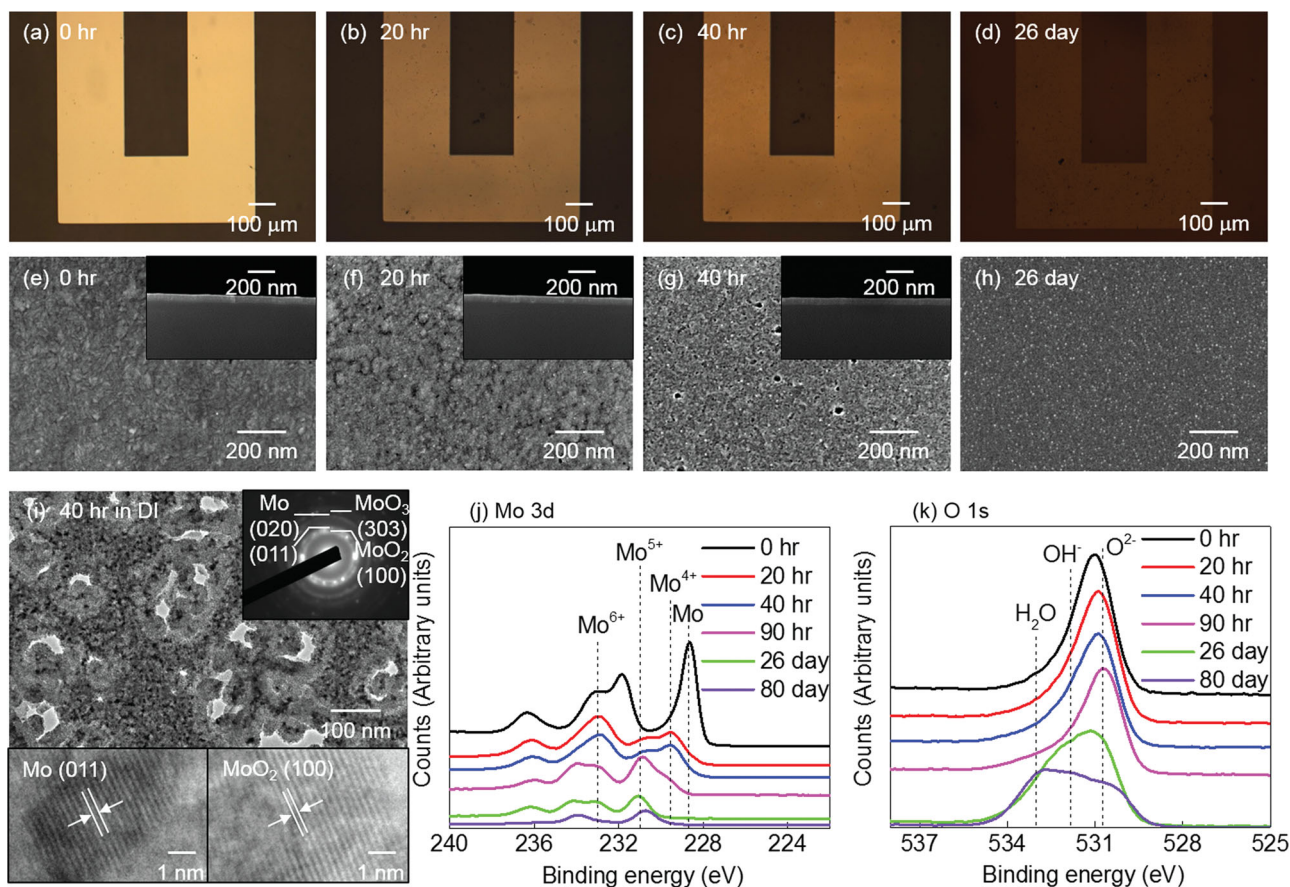 (a) 0 hr
100 μm
(b) 20 hr
100 μm
(c) 40 hr
100 μm
(d) 26 day
100 μm
(e) 0 hr
200 nm
200 nm
(f) 20 hr
200 nm
200 nm
(g) 40 hr
200 nm
200 nm
(h) 26 day
200 nm
(i) 40 hr in DI
Mo
(020)
(011)
MoO₃
(303)
MoO₂
(100)
100 nm
Mo (011)
1 nm
MoO₂ (100)
1 nm
(j) Mo 3d
Mo⁶⁺
Mo⁵⁺
Mo⁴⁺
Mo
0 hr
20 hr
40 hr
90 hr
26 day
80 day
Counts (Arbitrary units)
240 236 231 226 222
Binding energy (eV)
(k) O 1s
H₂O
OH⁻
O²⁻
0 hr
20 hr
40 hr
90 hr
26 day
80 day
Counts (Arbitrary units)
537 534 531 528 525
Binding energy (eV)